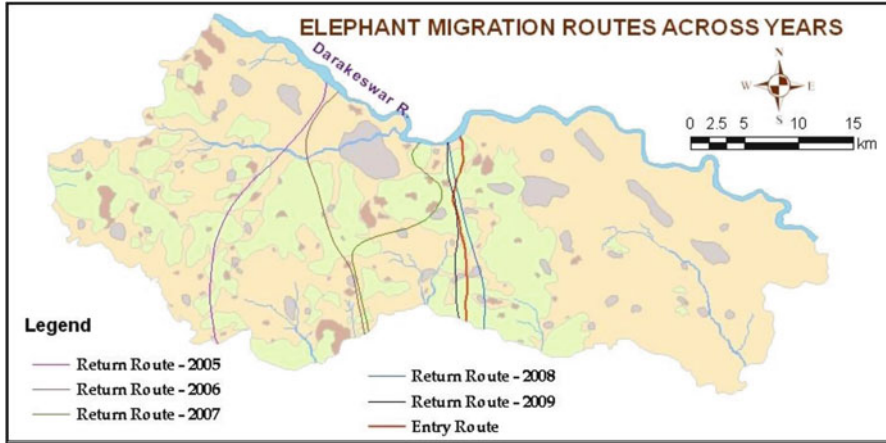 ELEPHANT MIGRATION ROUTES ACROSS YEARS
Darakeswar R.
N
W E
S
0 2.5 5 10 15
km
Legend
Return Route - 2005
Return Route - 2006
Return Route - 2007
Return Route - 2008
Return Route - 2009
Entry Route